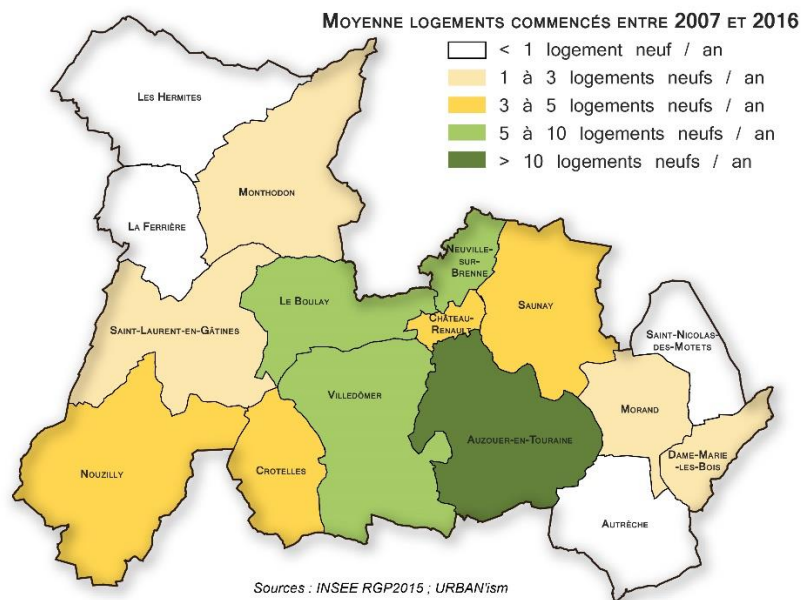 MOYENNE LOGEMENTS COMMENCÉS ENTRE 2007 ET 2016
< 1 logement neuf / an
1 à 3 logements neufs / an
3 à 5 logements neufs / an
5 à 10 logements neufs / an
> 10 logements neufs / an
LES HERMITES
MONTHODON
LA FERRIÈRE
NEUVILLE-
SUR-
BRENNE
LE BOULAY
SAUNAY
CHÂTEAU-
RENAULT
SAINT-NICOLAS-
DES-MOTETS
SAINT-LAURENT-EN-GÂTINES
VILLEDÔMER
MORAND
AUZOUER-EN-TOURAINE
DAME-MARIE
-LES-BOIS
NOUZILLY
CROTELLES
AUTRÈCHE
Sources : INSEE RGP2015 ; URBAN'ism